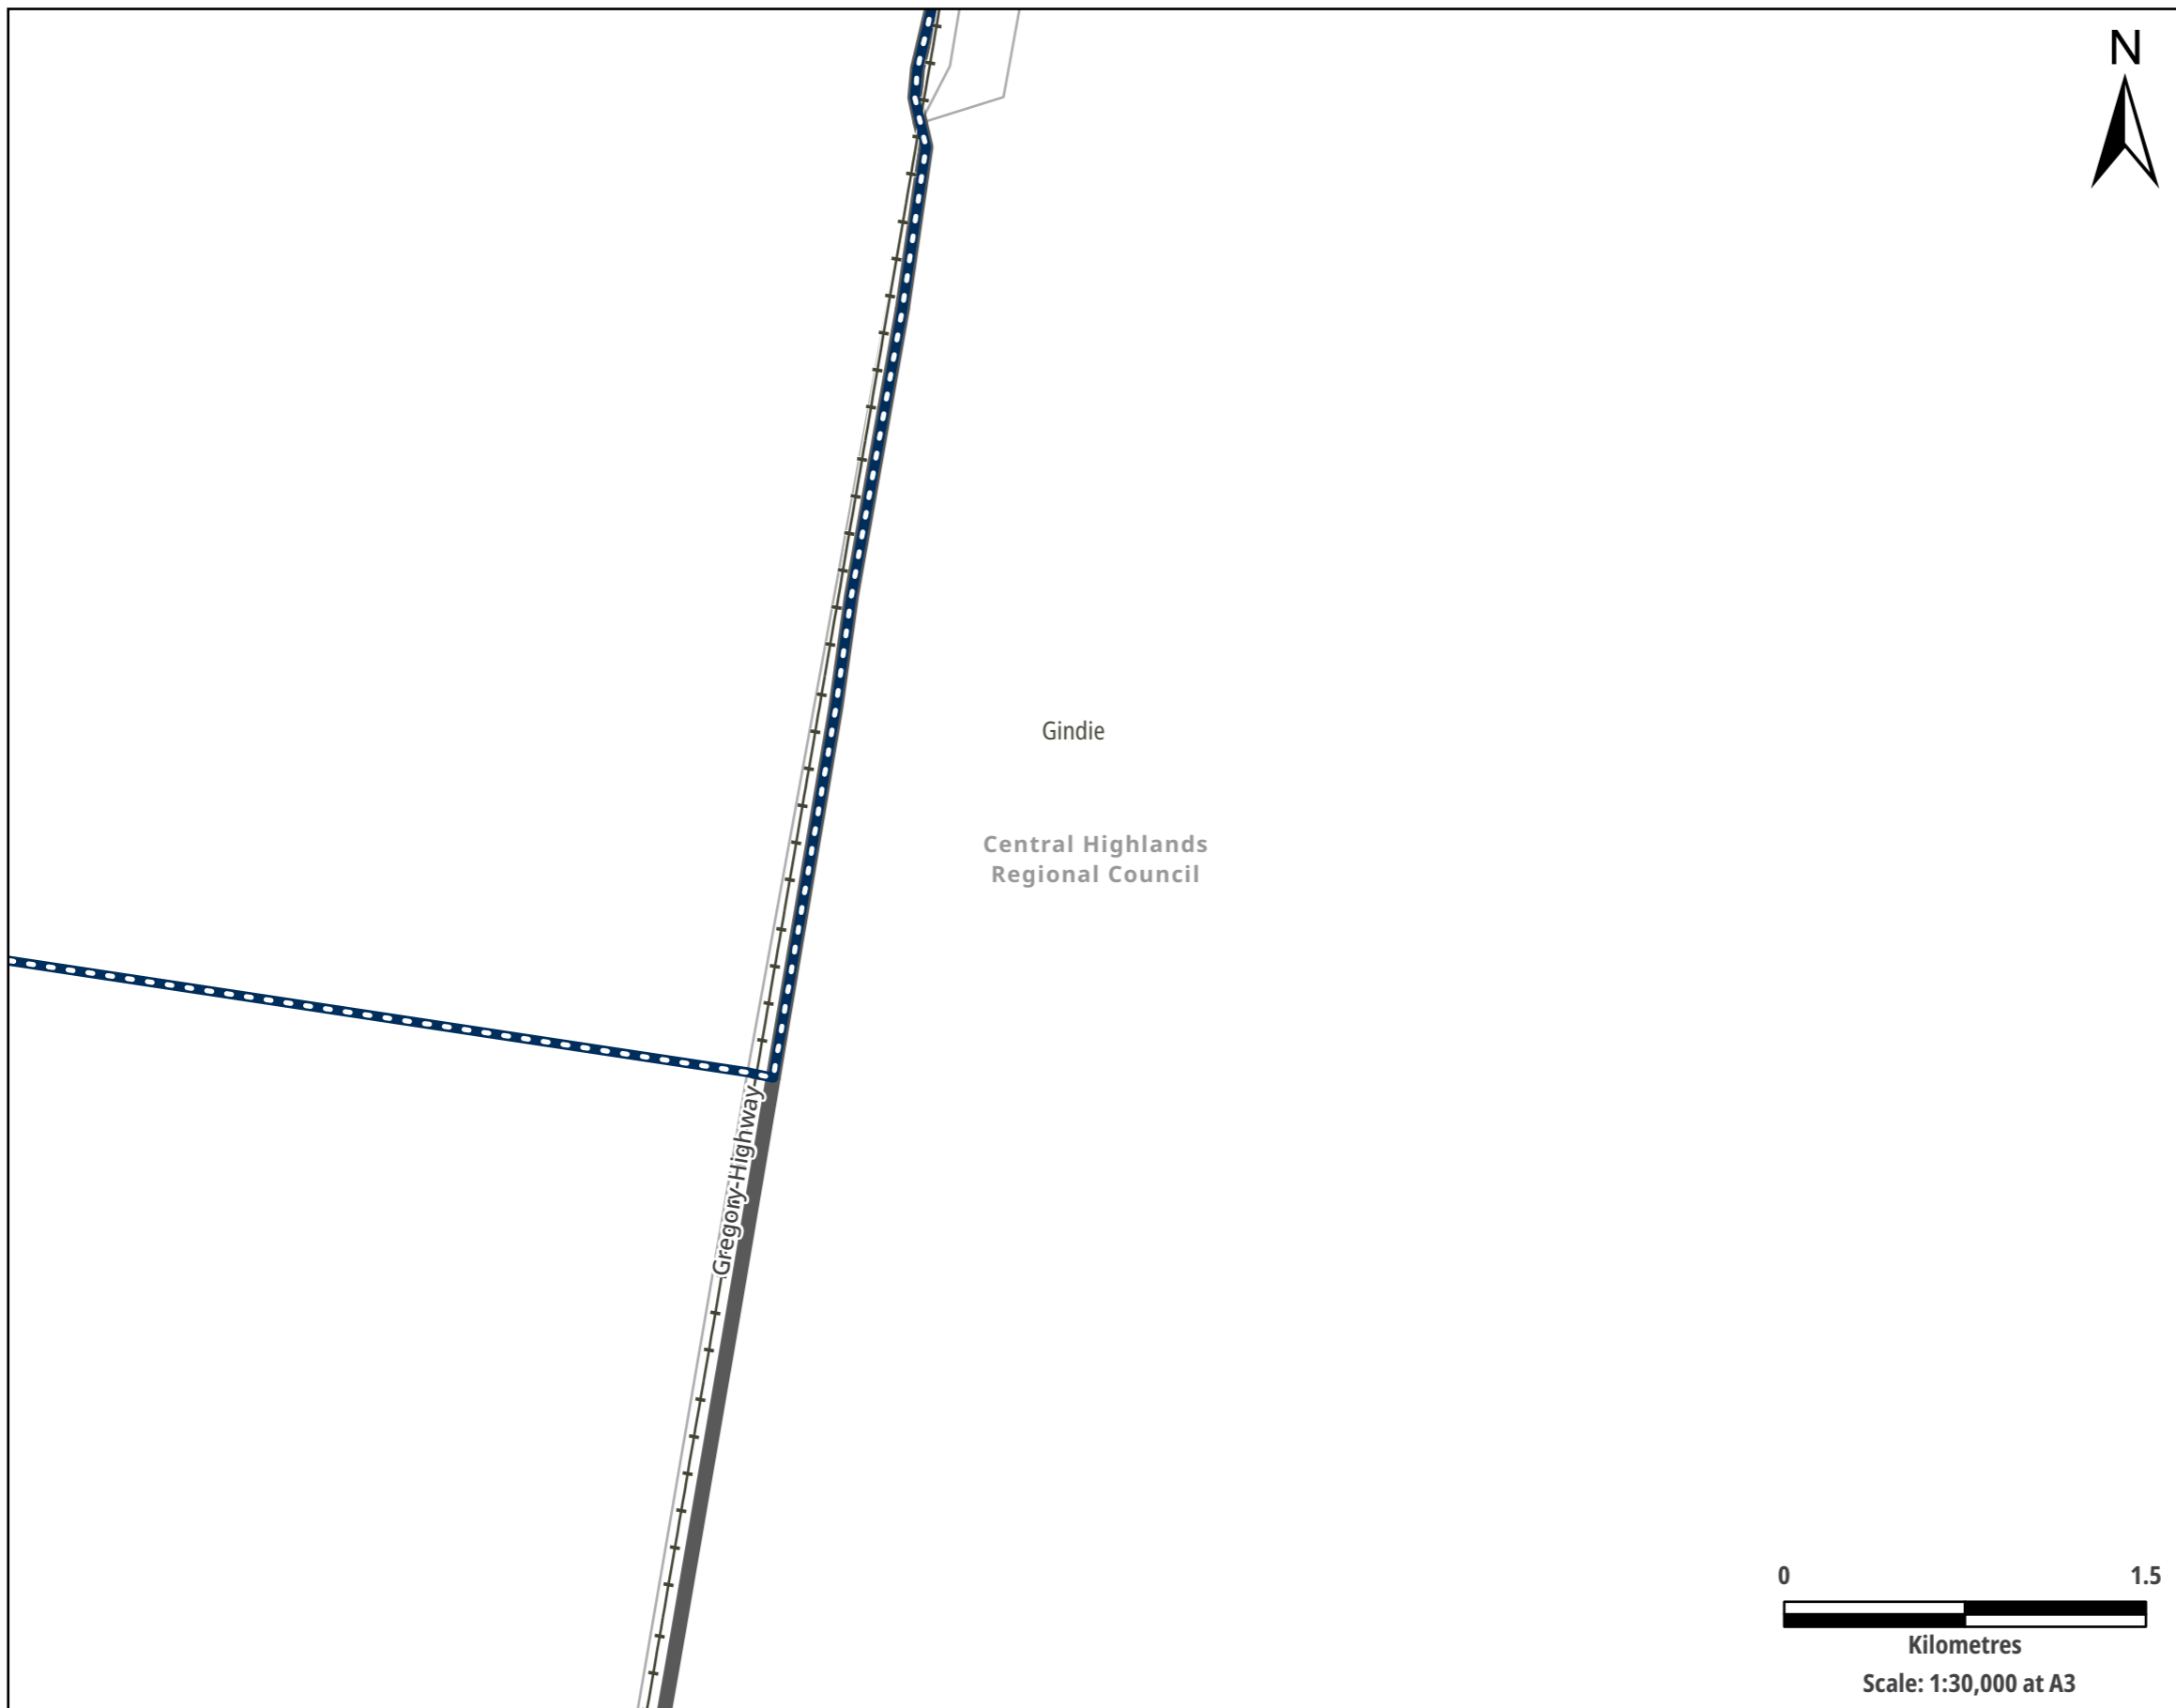 N
Gindie
Central Highlands
Regional Council
Gregory Highway
0 1.5
Kilometres
Scale: 1:30,000 at A3